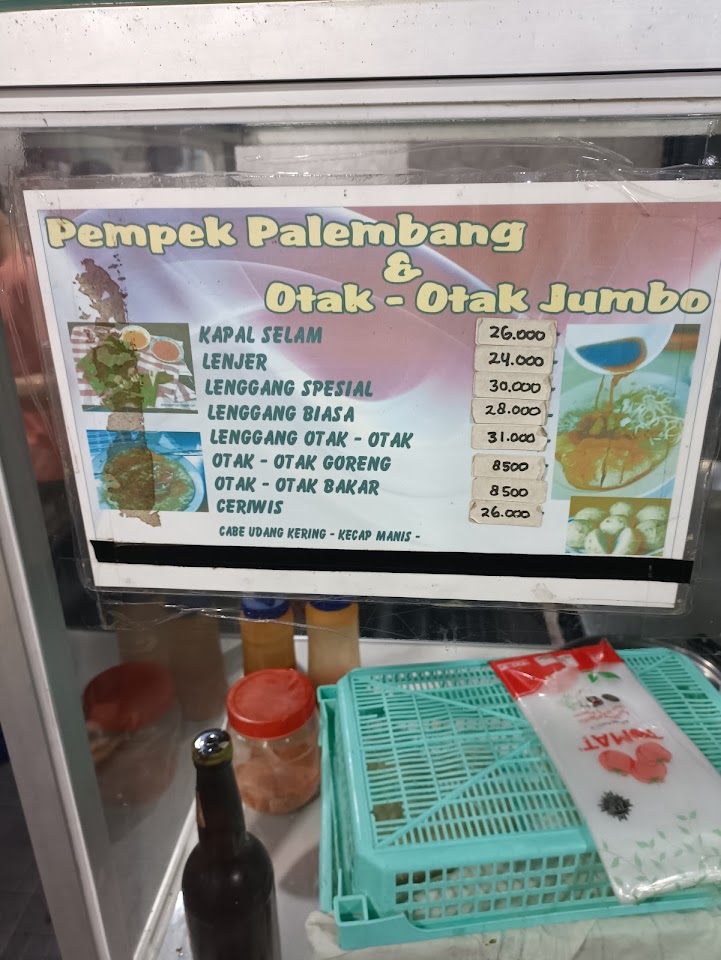 Pempek Palembang
&
Otak - Otak Jumbo
KAPAL SELAM 26.000
LENJER 24.000
LENGGANG SPESIAL 30.000
LENGGANG BIASA 28.000
LENGGANG OTAK - OTAK 31.000
OTAK - OTAK GORENG 8500
OTAK - OTAK BAKAR 8500
CERIWIS 26.000
CABE UDANG KERING - KECAP MANIS -
TOMAT